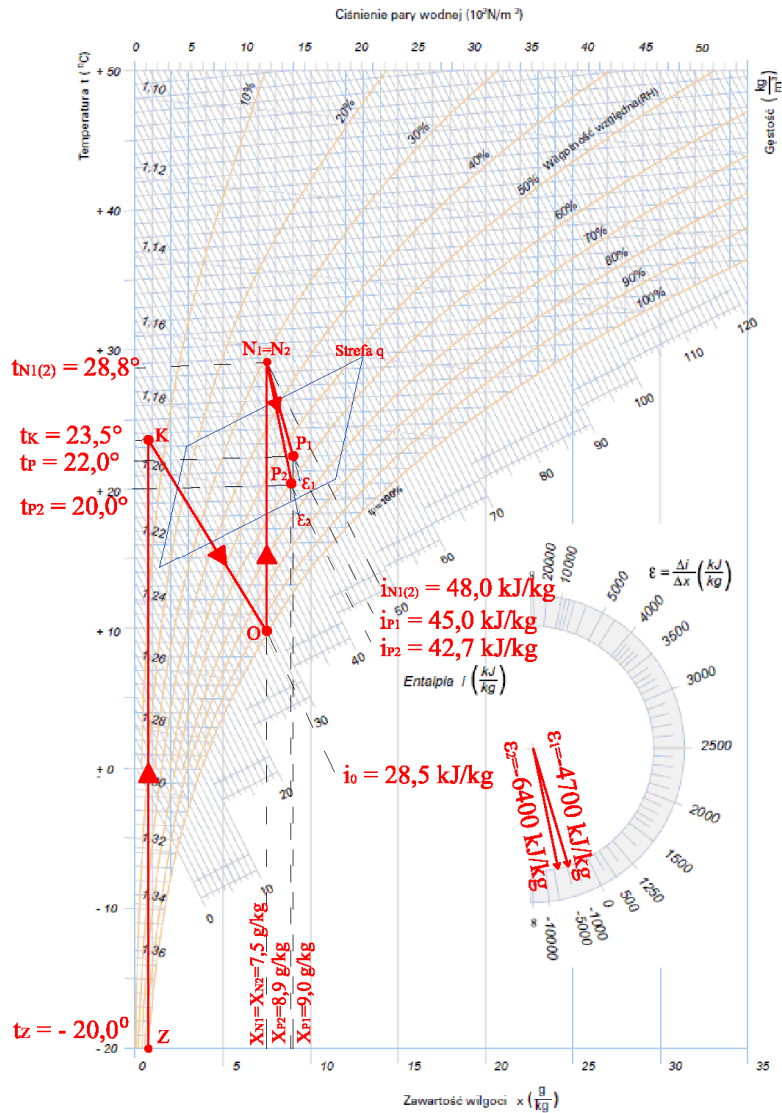 Ciśnienie pary wodnej (10²N/m²)
0 5 10 15 20 25 30 35 40 45 50
Temperatura t (⁰C)
Gęstość (kg/m³)
+ 50
+ 40
+ 30
+ 20
+ 10
+ 0
- 10
- 20
1,10
1,12
1,14
1,16
1,18
1,20
1,22
1,24
1,26
1,28
1,32
1,34
1,36
10%
20%
30%
40%
50%
60%
70%
80%
90%
100%
Wilgotność względna(RH)
φ=100%
N1=N2
Strefa q
tN1(2) = 28,8°
tK = 23,5°
K
tP = 22,0°
P1
P2
ε1
tP2 = 20,0°
ε2
iN1(2) = 48,0 kJ/kg
iP1 = 45,0 kJ/kg
iP2 = 42,7 kJ/kg
O
Entalpia i (kJ/kg)
i0 = 28,5 kJ/kg
0 10 20 30 40 50 60 70 80 90 100 110 120
ε = Δi/Δx (kJ/kg)
∞
20000
10000
5000
4000
3500
3000
2500
2000
1500
1250
500
0
-1000
-5000
-10000
∞
ε1=-4700 kJ/kg
ε2=-6400 kJ/kg
XN1=XN2=7,5 g/kg
XP2=8,9 g/kg
XP1=9,0 g/kg
tZ = - 20,0⁰
Z
0 5 10 15 20 25 30 35
Zawartość wilgoci x (g/kg)